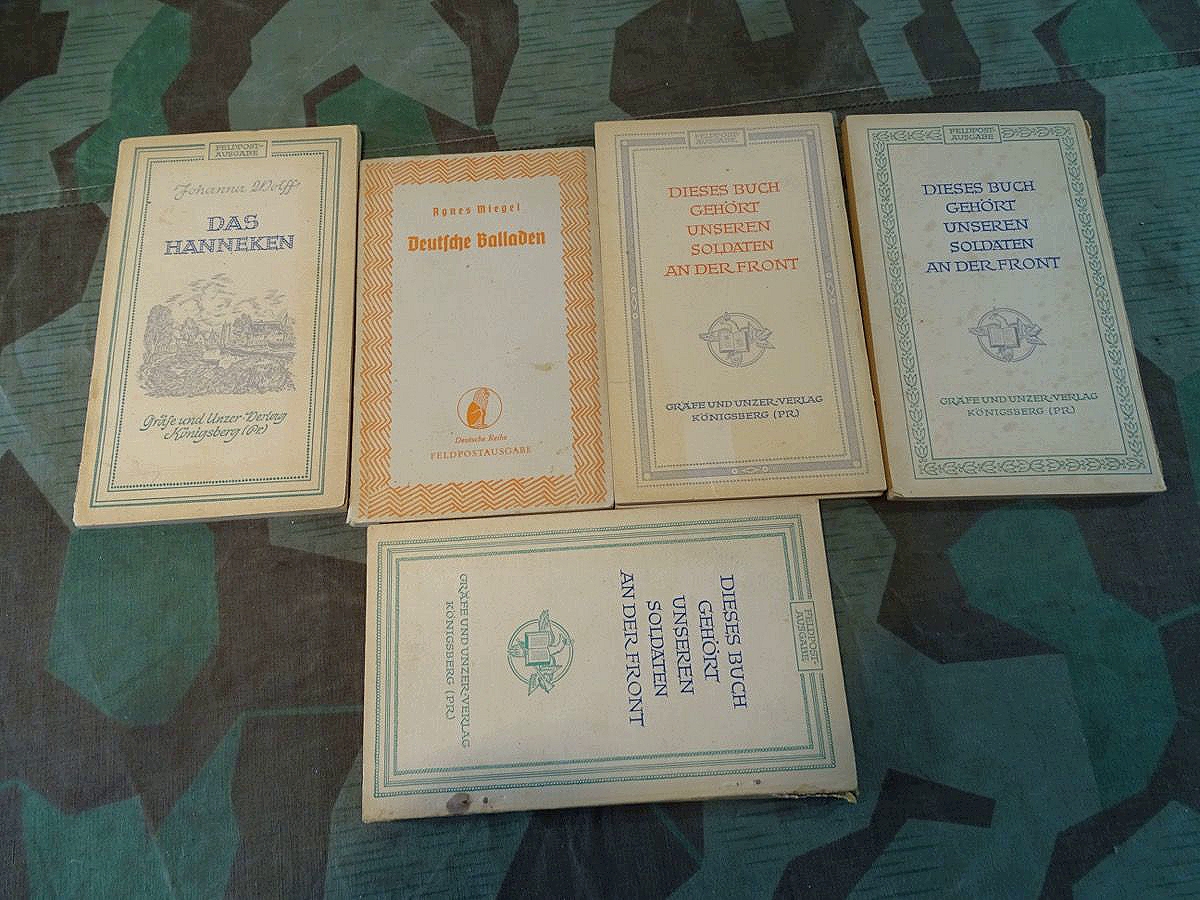 FELDPOST-
AUSGABE
Johanna Wolff
DAS
HANNEKEN
Gräfe und Unzer-Verlag
Königsberg (Pr.)
Agnes Miegel
Deutsche Balladen
Deutsche Reihe
FELDPOSTAUSGABE
FELDPOST-
AUSGABE
DIESES BUCH
GEHÖRT
UNSEREN
SOLDATEN
AN DER FRONT
GRÄFE UND UNZER-VERLAG
KÖNIGSBERG (PR)
FELDPOST-
AUSGABE
DIESES BUCH
GEHÖRT
UNSEREN
SOLDATEN
AN DER FRONT
GRÄFE UND UNZER-VERLAG
KÖNIGSBERG (PR)
FELDPOST-
AUSGABE
DIESES BUCH
GEHÖRT
UNSEREN
SOLDATEN
AN DER FRONT
GRÄFE UND UNZER-VERLAG
KÖNIGSBERG (PR)